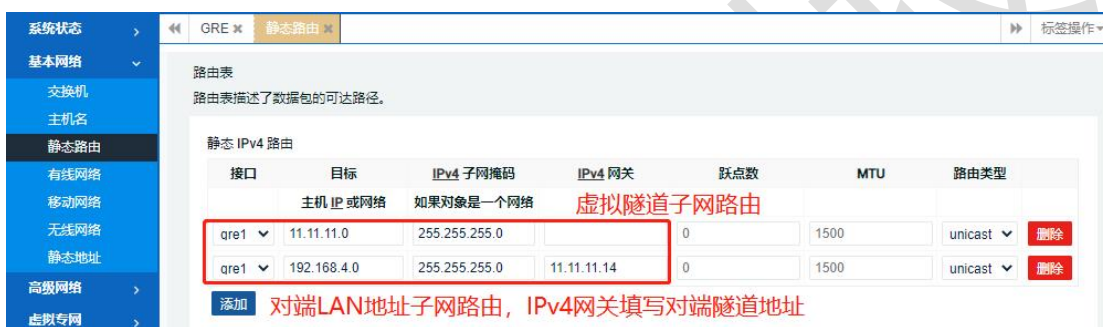 系统状态
基本网络
交换机
主机名
静态路由
有线网络
移动网络
无线网络
静态地址
高级网络
虚拟专网
GRE 静态路由 标签操作
路由表
路由表描述了数据包的可达路径。
静态 IPv4 路由
接口 目标 IPv4 子网掩码 IPv4 网关 跃点数 MTU 路由类型
主机 IP 或网络 如果对象是一个网络 虚拟隧道子网路由
gre1 11.11.11.0 255.255.255.0 0 1500 unicast 删除
gre1 192.168.4.0 255.255.255.0 11.11.11.14 0 1500 unicast 删除
添加 对端LAN地址子网路由，IPv4网关填写对端隧道地址